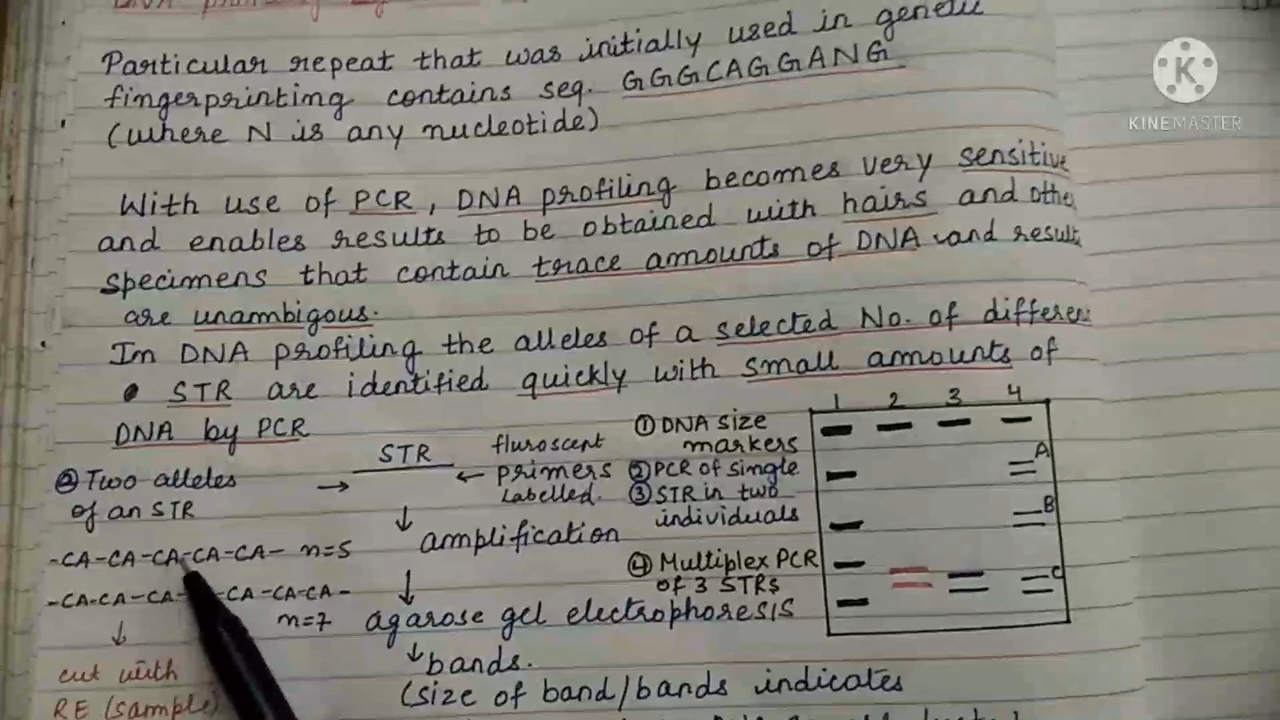 Particular repeat that was initially used in genetic
fingerprinting contains seq. GGGCAGGANG
(where N is any nucleotide)
With use of PCR, DNA profiling becomes very sensitive
and enables results to be obtained with hairs and othe
specimens that contain trace amounts of DNA and result
are unambigous.
In DNA profiling the alleles of a selected No. of differen
STR are identified quickly with small amounts of
DNA by PCR
Two alleles
of an STR
-CA-CA-CA-CA-CA- n=5
-CA-CA-CA- -CA-CA-CA-
n=7
↓
cut with
RE (sample)
→ STR ← fluroscent
primers
labelled.
↓ amplification
↓
agarose gel electrophoresis
↓ bands.
(size of band/bands indicates
① DNA size
markers
② PCR of single
③ STR in two
individuals
④ Multiplex PCR
of 3 STRs
1 2 3 4
A
B
C
K
KINEMASTER